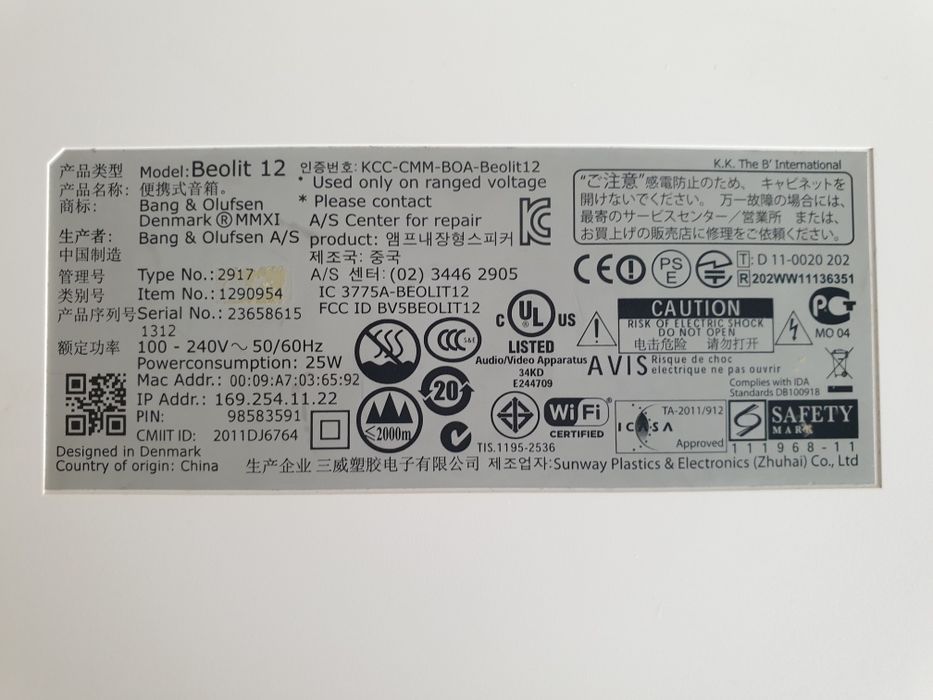 产品类型 Model: Beolit 12
产品名称: 便携式音箱。
商标: Bang & Olufsen
Denmark ® MMXI
生产者: Bang & Olufsen A/S
中国制造
管理号 Type No.: 2917
类别号 Item No.: 1290954
产品序列号 Serial No.: 23658615
1312
额定功率 100 - 240V ~ 50/60Hz
Powerconsumption: 25W
Mac Addr.: 00:09:A7:03:65:92
IP Addr.: 169.254.11.22
PIN: 98583591
CMIIT ID: 2011DJ6764
Designed in Denmark
Country of origin: China
인증번호: KCC-CMM-BOA-Beolit12
* Used only on ranged voltage
* Please contact
A/S Center for repair
product: 앰프내장형스피커
제조국: 중국
A/S 센터: (02) 3446 2905
IC 3775A-BEOLIT12
FCC ID BV5BEOLIT12
CCC S&E
20
≤2000m
C UL US
LISTED
Audio/Video Apparatus
34KD
E244709
TIS.1195-2536
Wi Fi ®
CERTIFIED
K.K. The B' International
"ご注意" 感電防止のため、 キャビネットを
開けないでください。 万一故障の場合には、
最寄のサービスセンター/営業所 または、
お買上げの販売店に修理をご依頼ください。
CE
PS
E
T: D 11-0020 202
R 202WW11136351
CAUTION
RISK OF ELECTRIC SHOCK
DO NOT OPEN
电击危险 请勿打开
AVIS Risque de choc
electrique ne pas ouvrir
MO 04
Complies with IDA
Standards DB100918
ICASA
TA-2011/912
Approved
SAFETY
MARK
111968-11
生产企业 三威塑胶电子有限公司 제조업자: Sunway Plastics & Electronics (Zhuhai) Co., Ltd